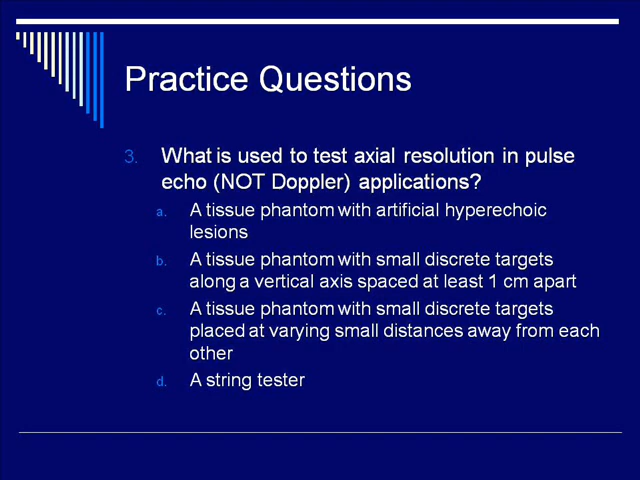 Practice Questions
3. What is used to test axial resolution in pulse
echo (NOT Doppler) applications?
a. A tissue phantom with artificial hyperechoic
lesions
b. A tissue phantom with small discrete targets
along a vertical axis spaced at least 1 cm apart
c. A tissue phantom with small discrete targets
placed at varying small distances away from each
other
d. A string tester